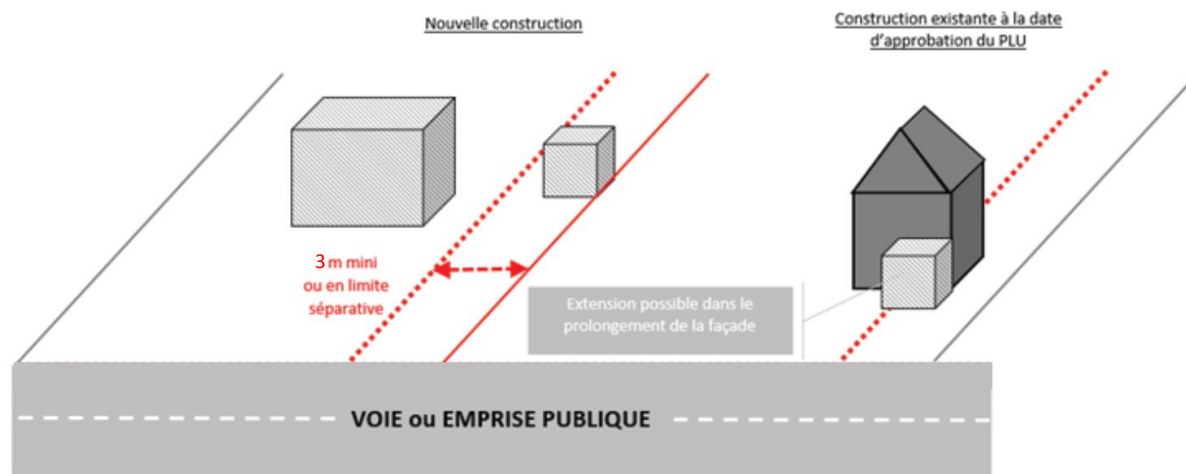 Nouvelle construction
Construction existante à la date
d'approbation du PLU
3 m mini
ou en limite
séparative
Extension possible dans le
prolongement de la façade
VOIE ou EMPRISE PUBLIQUE